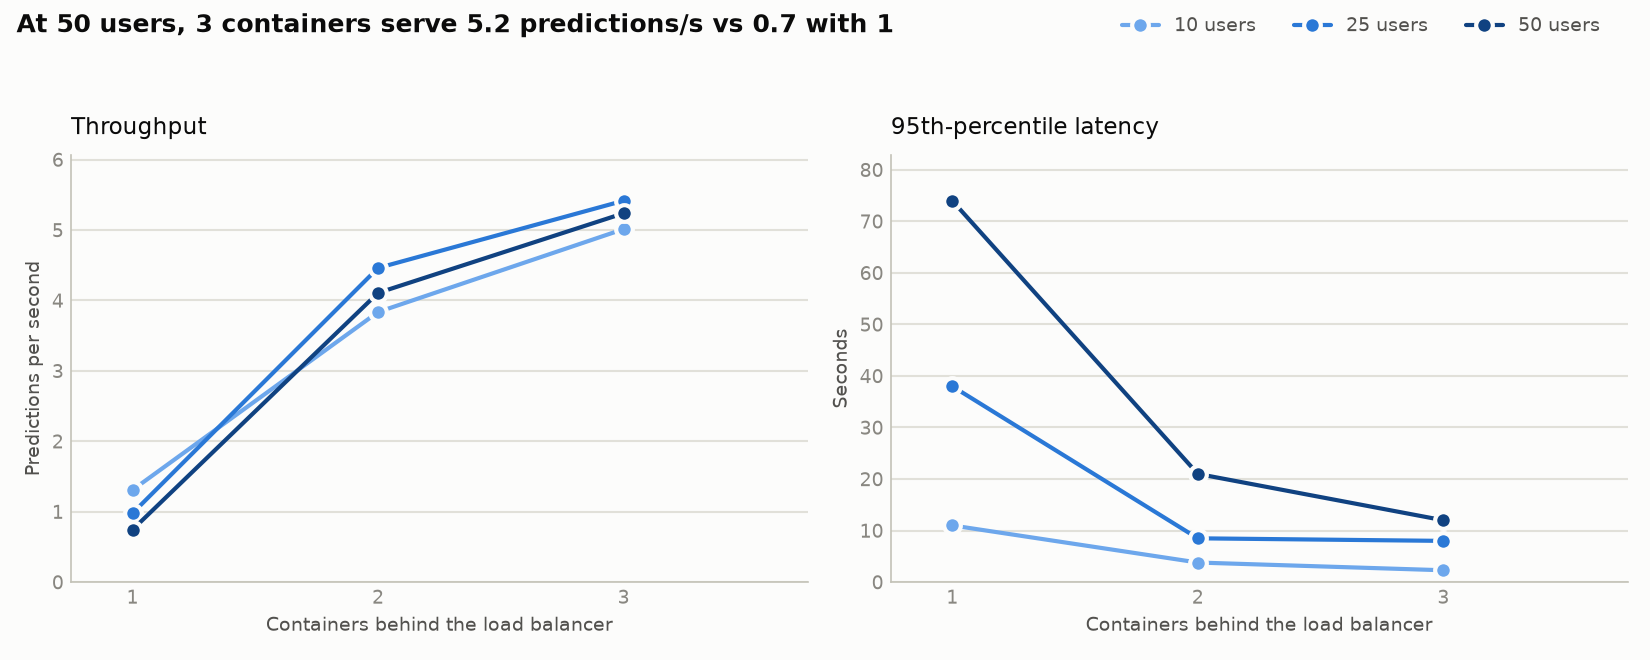 At 50 users, 3 containers serve 5.2 predictions/s vs 0.7 with 1
10 users
25 users
50 users
Throughput
Predictions per second
6
5
4
3
2
1
0
1
2
3
Containers behind the load balancer
95th-percentile latency
Seconds
80
70
60
50
40
30
20
10
0
1
2
3
Containers behind the load balancer